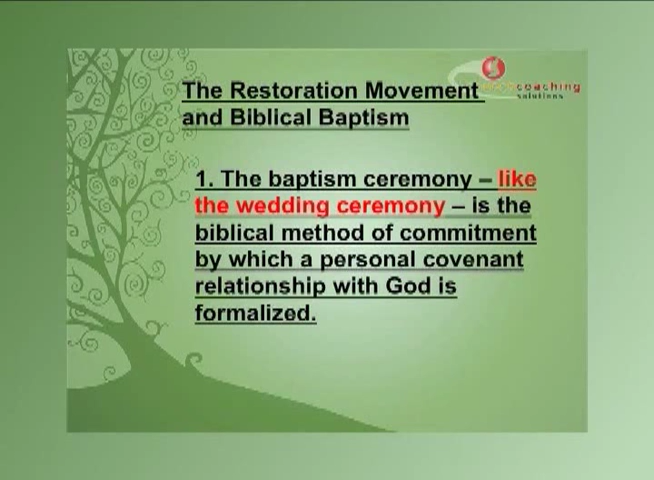 The Restoration Movement
and Biblical Baptism
coaching
solutions
1. The baptism ceremony – like
the wedding ceremony – is the
biblical method of commitment
by which a personal covenant
relationship with God is
formalized.